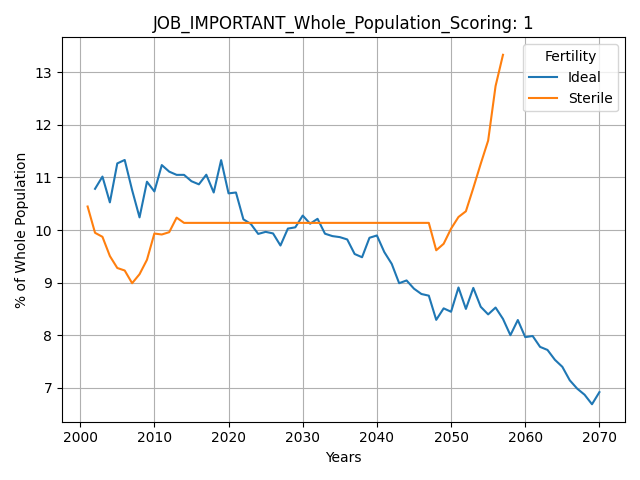 JOB_IMPORTANT_Whole_Population_Scoring: 1
Fertility
Ideal
Sterile
% of Whole Population
13
12
11
10
9
8
7
2000 2010 2020 2030 2040 2050 2060 2070
Years